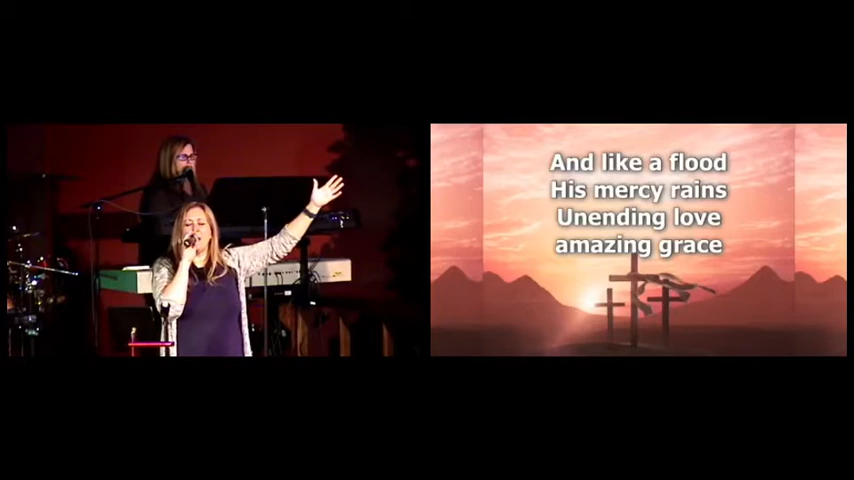 And like a flood
His mercy rains
Unending love
amazing grace